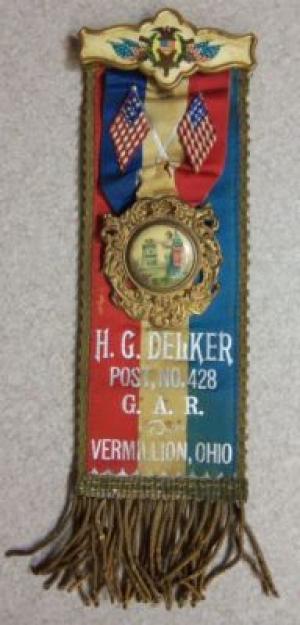 H. G. DELKER
POST, NO. 428
G. A. R.
VERMILLION, OHIO